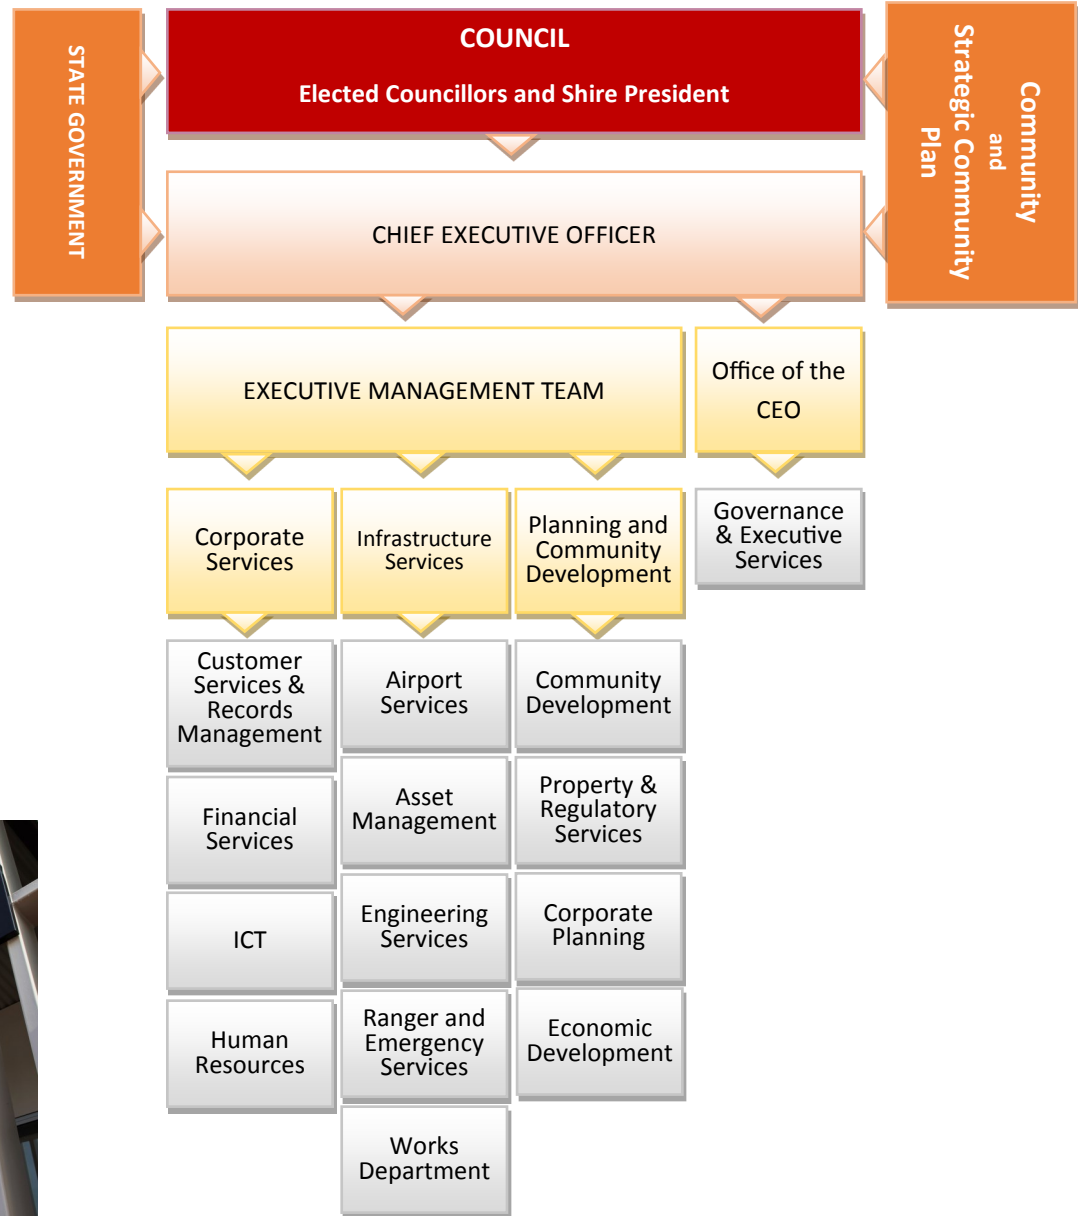 STATE GOVERNMENT
COUNCIL
Elected Councillors and Shire President
Community
and
Strategic Community
Plan
CHIEF EXECUTIVE OFFICER
EXECUTIVE MANAGEMENT TEAM
Office of the
CEO
Corporate
Services
Infrastructure
Services
Planning and
Community
Development
Governance
& Executive
Services
Customer
Services &
Records
Management
Airport
Services
Community
Development
Financial
Services
Asset
Management
Property &
Regulatory
Services
ICT
Engineering
Services
Corporate
Planning
Human
Resources
Ranger and
Emergency
Services
Economic
Development
Works
Department